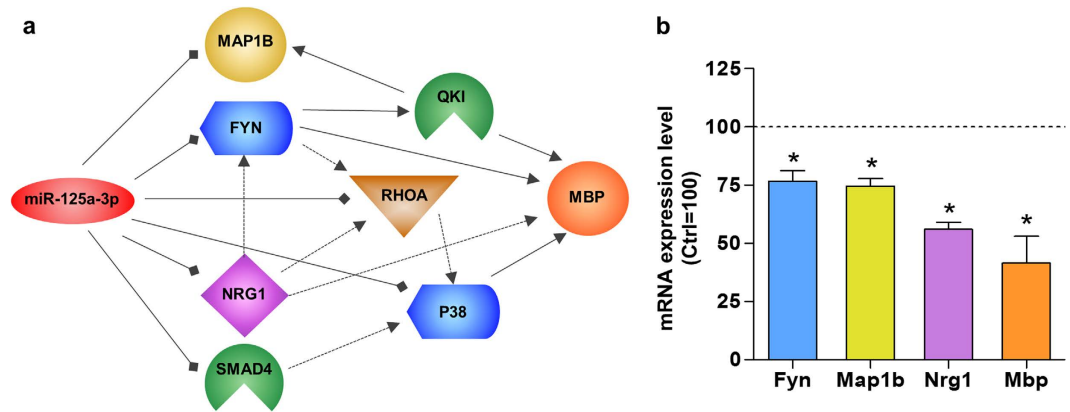 a
MAP1B
QKI
FYN
miR-125a-3p
RHOA
MBP
NRG1
P38
SMAD4
b
mRNA expression level
(Ctrl=100)
125
100
75
50
25
0
* * * *
Fyn Map1b Nrg1 Mbp